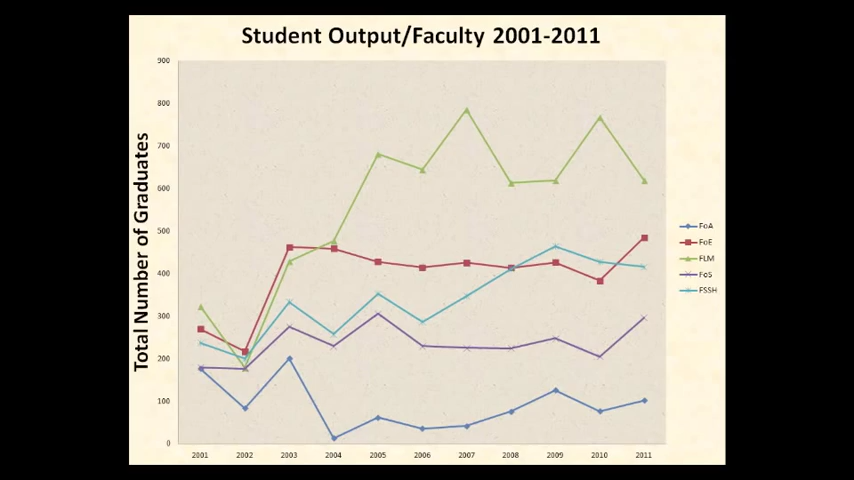 Student Output/Faculty 2001-2011
Total Number of Graduates
900
800
700
600
500
400
300
200
100
0
2001 2002 2003 2004 2005 2006 2007 2008 2009 2010 2011
FoA
FoE
FLM
FoS
FSSH